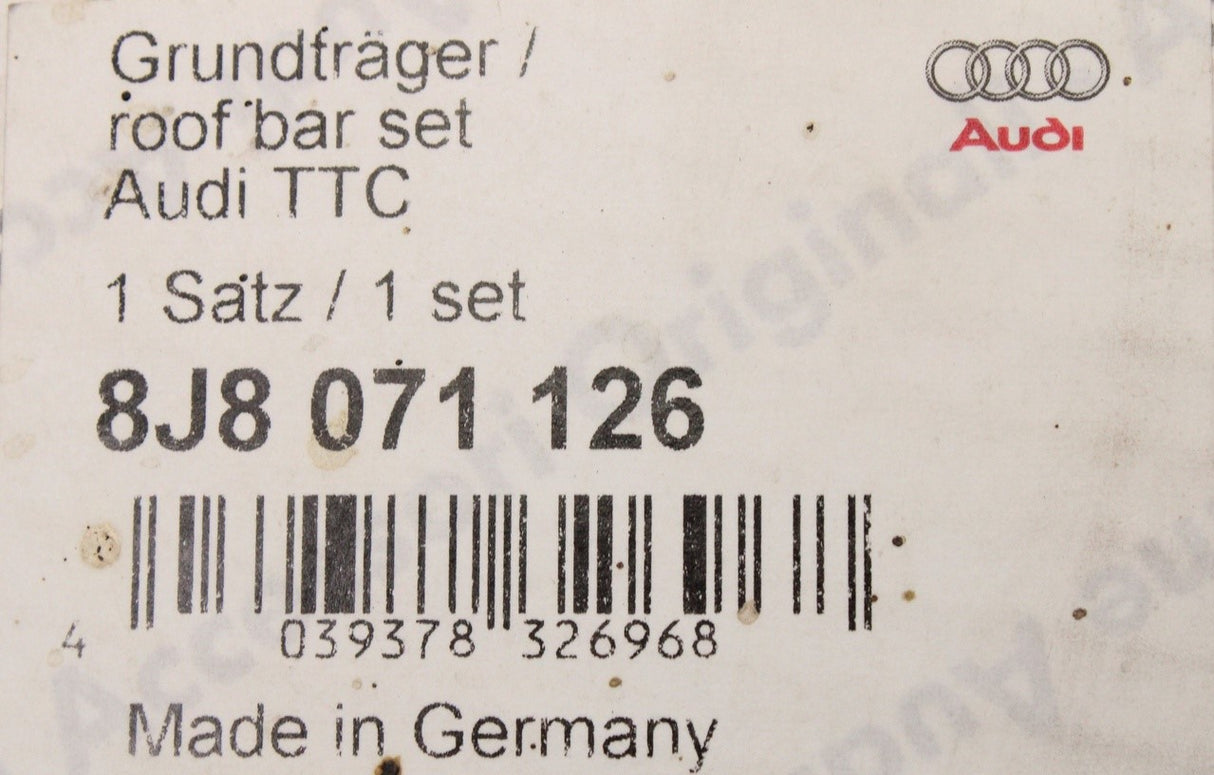 Grundträger /
roof bar set
Audi TTC
Audi
1 Satz / 1 set
8J8 071 126
4 039378 326968
Made in Germany